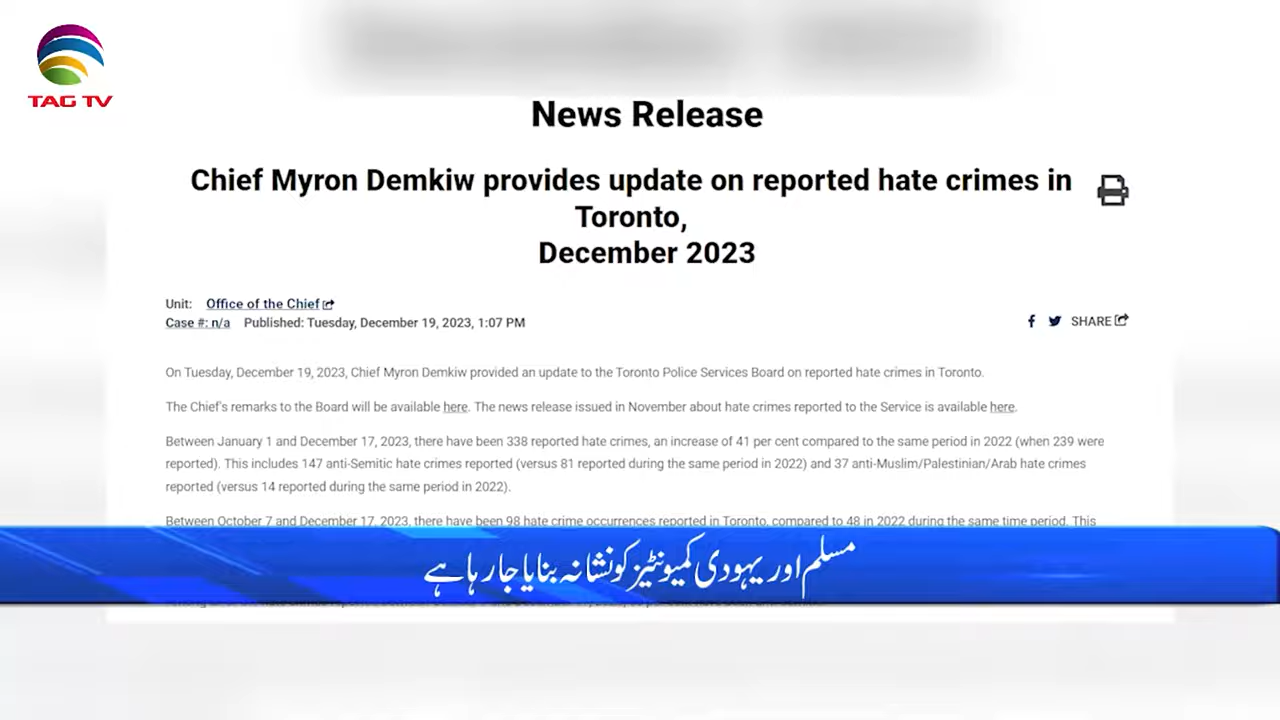 TAG TV
News Release
Chief Myron Demkiw provides update on reported hate crimes in
Toronto,
December 2023
Unit: Office of the Chief
Case #: n/a Published: Tuesday, December 19, 2023, 1:07 PM
SHARE
On Tuesday, December 19, 2023, Chief Myron Demkiw provided an update to the Toronto Police Services Board on reported hate crimes in Toronto.
The Chief's remarks to the Board will be available here. The news release issued in November about hate crimes reported to the Service is available here.
Between January 1 and December 17, 2023, there have been 338 reported hate crimes, an increase of 41 per cent compared to the same period in 2022 (when 239 were
reported). This includes 147 anti-Semitic hate crimes reported (versus 81 reported during the same period in 2022) and 37 anti-Muslim/Palestinian/Arab hate crimes
reported (versus 14 reported during the same period in 2022).
Between October 7 and December 17, 2023, there have been 98 hate crime occurrences reported in Toronto, compared to 48 in 2022 during the same time period. This
مسلم اور یہودی کمیونٹیز کو نشانہ بنایا جا رہا ہے